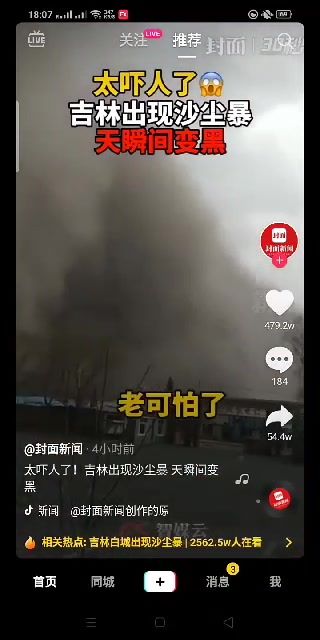 18:07
LIVE
关注
LIVE
推荐
封面
太吓人了😱
吉林出现沙尘暴
天瞬间变黑
封面
封面新闻
479.2w
184
老可怕了
54.4w
@封面新闻 · 4小时前
太吓人了！吉林出现沙尘暴 天瞬间变
黑
@封面新闻创作的原
智媒云
相关热点: 吉林白城出现沙尘暴 | 2562.5w人在看
首页
同城
消息
3
我